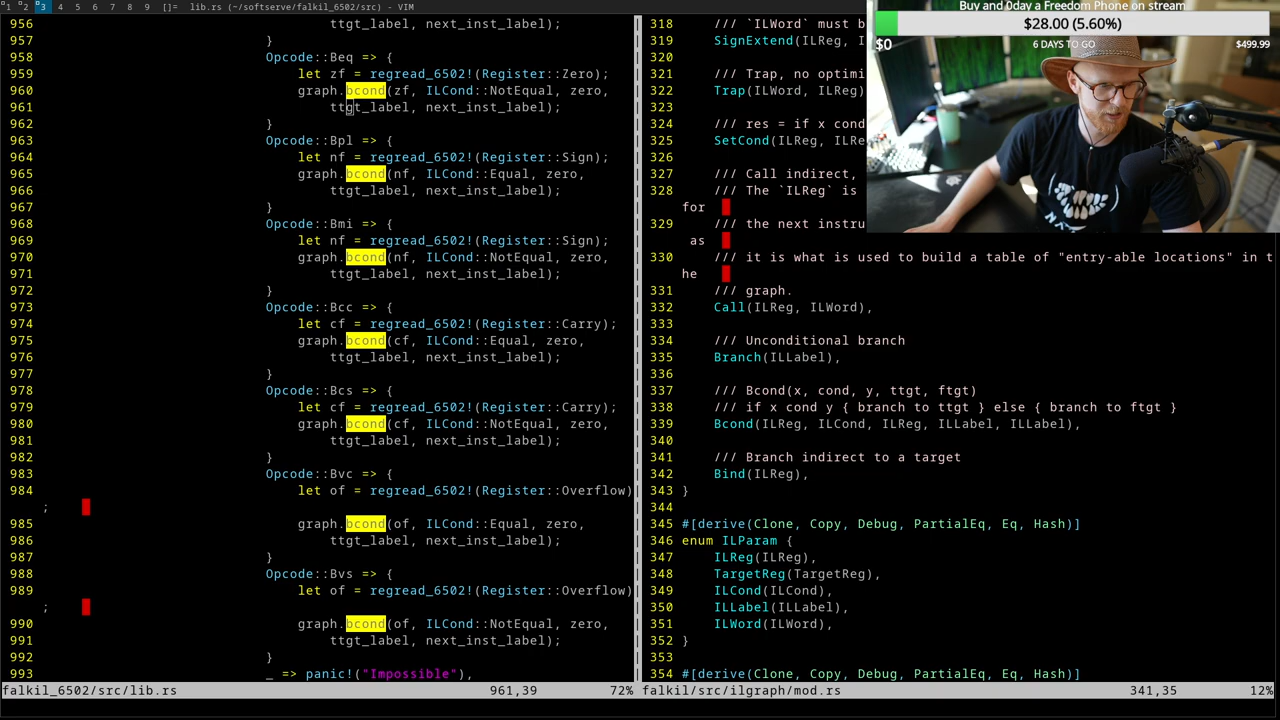 1 2 3 4 5 6 7 8 9 []= lib.rs (~/softserve/falkil_6502/src) - VIM
956 ttgt_label, next_inst_label);
957 }
958 Opcode::Beq => {
959 let zf = regread_6502!(Register::Zero);
960 graph.bcond(zf, ILCond::NotEqual, zero,
961 ttgt_label, next_inst_label);
962 }
963 Opcode::Bpl => {
964 let nf = regread_6502!(Register::Sign);
965 graph.bcond(nf, ILCond::Equal, zero,
966 ttgt_label, next_inst_label);
967 }
968 Opcode::Bmi => {
969 let nf = regread_6502!(Register::Sign);
970 graph.bcond(nf, ILCond::NotEqual, zero,
971 ttgt_label, next_inst_label);
972 }
973 Opcode::Bcc => {
974 let cf = regread_6502!(Register::Carry);
975 graph.bcond(cf, ILCond::Equal, zero,
976 ttgt_label, next_inst_label);
977 }
978 Opcode::Bcs => {
979 let cf = regread_6502!(Register::Carry);
980 graph.bcond(cf, ILCond::NotEqual, zero,
981 ttgt_label, next_inst_label);
982 }
983 Opcode::Bvc => {
984 let of = regread_6502!(Register::Overflow)
;
985 graph.bcond(of, ILCond::Equal, zero,
986 ttgt_label, next_inst_label);
987 }
988 Opcode::Bvs => {
989 let of = regread_6502!(Register::Overflow)
;
990 graph.bcond(of, ILCond::NotEqual, zero,
991 ttgt_label, next_inst_label);
992 }
993 _ => panic!("Impossible"),
falkil_6502/src/lib.rs 961,39 72%
318 /// `ILWord` must b
319 SignExtend(ILReg, I
320
321 /// Trap, no optimi
322 Trap(ILWord, ILReg)
323
324 /// res = if x cond
325 SetCond(ILReg, ILRe
326
327 /// Call indirect,
328 /// The `ILReg` is
for
329 /// the next instru
as
330 /// it is what is used to build a table of "entry-able locations" in t
he
331 /// graph.
332 Call(ILReg, ILWord),
333
334 /// Unconditional branch
335 Branch(ILLabel),
336
337 /// Bcond(x, cond, y, ttgt, ftgt)
338 /// if x cond y { branch to ttgt } else { branch to ftgt }
339 Bcond(ILReg, ILCond, ILReg, ILLabel, ILLabel),
340
341 /// Branch indirect to a target
342 Bind(ILReg),
343 }
344
345 #[derive(Clone, Copy, Debug, PartialEq, Eq, Hash)]
346 enum ILParam {
347 ILReg(ILReg),
348 TargetReg(TargetReg),
349 ILCond(ILCond),
350 ILLabel(ILLabel),
351 ILWord(ILWord),
352 }
353
354 #[derive(Clone, Copy, Debug, PartialEq, Eq, Hash)]
falkil/src/ilgraph/mod.rs 341,35 12%
Buy and 0day a Freedom Phone on stream
$28.00 (5.60%)
$0 6 DAYS TO GO $499.99